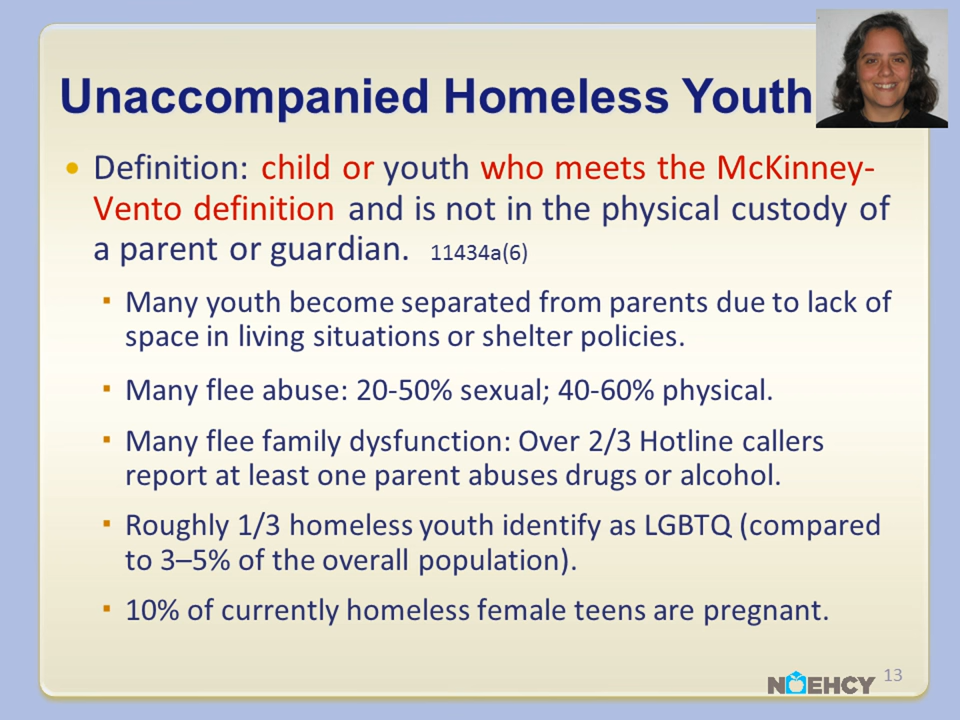 Unaccompanied Homeless Youth
Definition: child or youth who meets the McKinney-
Vento definition and is not in the physical custody of
a parent or guardian. 11434a(6)
Many youth become separated from parents due to lack of
space in living situations or shelter policies.
Many flee abuse: 20-50% sexual; 40-60% physical.
Many flee family dysfunction: Over 2/3 Hotline callers
report at least one parent abuses drugs or alcohol.
Roughly 1/3 homeless youth identify as LGBTQ (compared
to 3–5% of the overall population).
10% of currently homeless female teens are pregnant.
13
NAEHCY